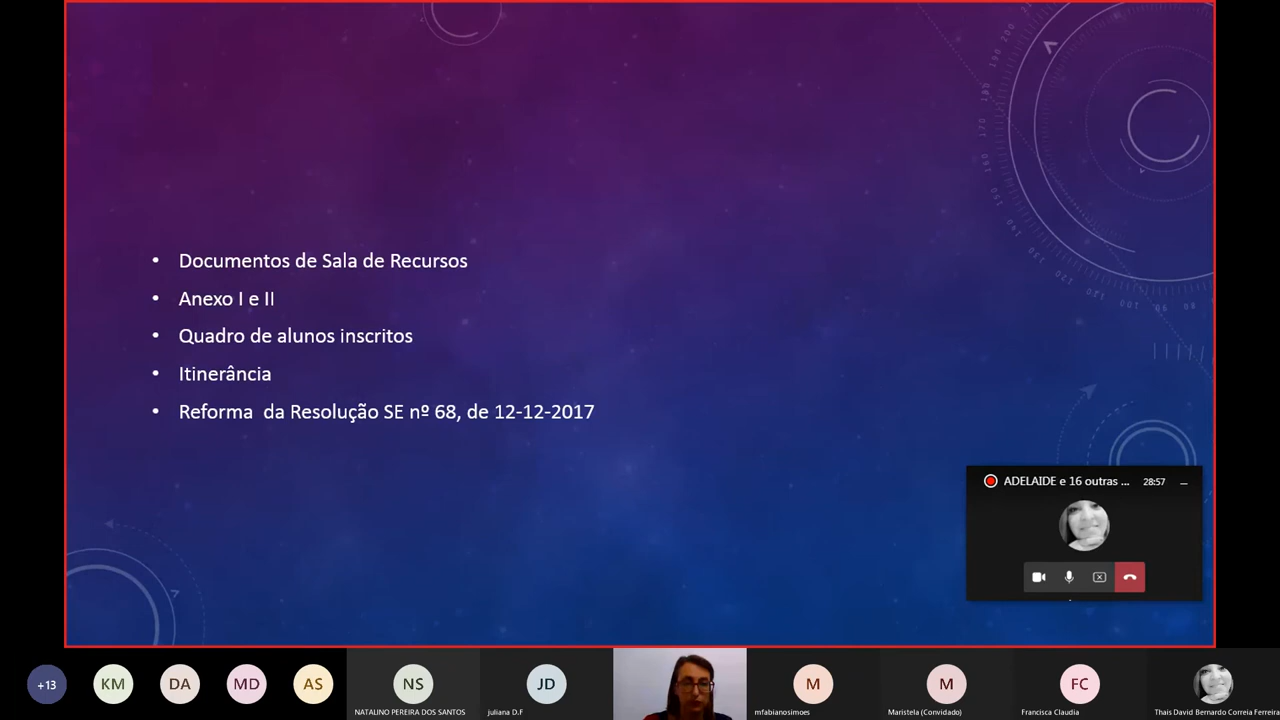 Documentos de Sala de Recursos
Anexo I e II
Quadro de alunos inscritos
Itinerância
Reforma da Resolução SE nº 68, de 12-12-2017
ADELAIDE e 16 outras ...
28:57
+13
KM
DA
MD
AS
NS
JD
M
M
FC
NATALINO PEREIRA DOS SANTOS
juliana D.F
mfabianosimoes
Maristela (Convidado)
Francisca Claudia
Thais David Bernardo Correia Ferreira